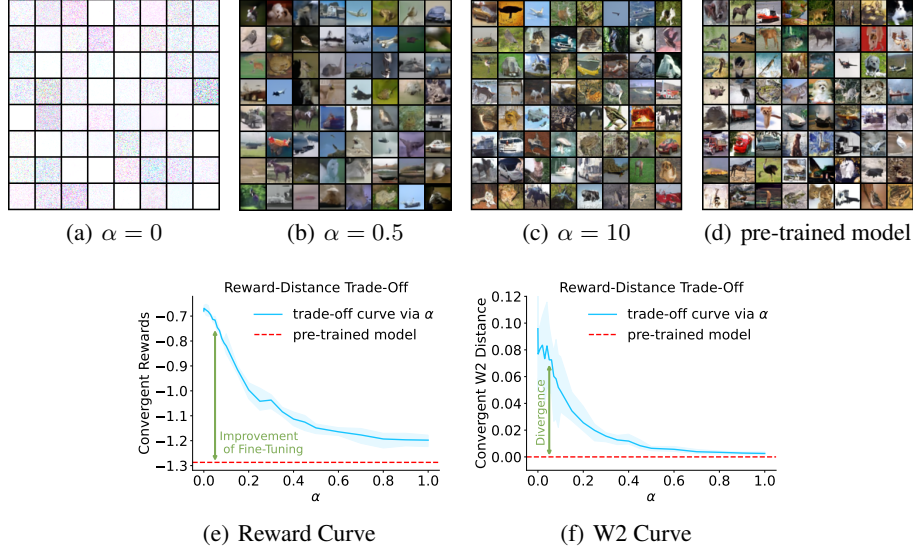 (a) α = 0
(b) α = 0.5
(c) α = 10
(d) pre-trained model
Reward-Distance Trade-Off
trade-off curve via α
pre-trained model
Improvement
of Fine-Tuning
Convergent Rewards
−0.7
−0.8
−0.9
−1.0
−1.1
−1.2
−1.3
0.0 0.2 0.4 0.6 0.8 1.0
α
(e) Reward Curve
Reward-Distance Trade-Off
trade-off curve via α
pre-trained model
Divergence
Convergent W2 Distance
0.12
0.10
0.08
0.06
0.04
0.02
0.00
0.0 0.2 0.4 0.6 0.8 1.0
α
(f) W2 Curve